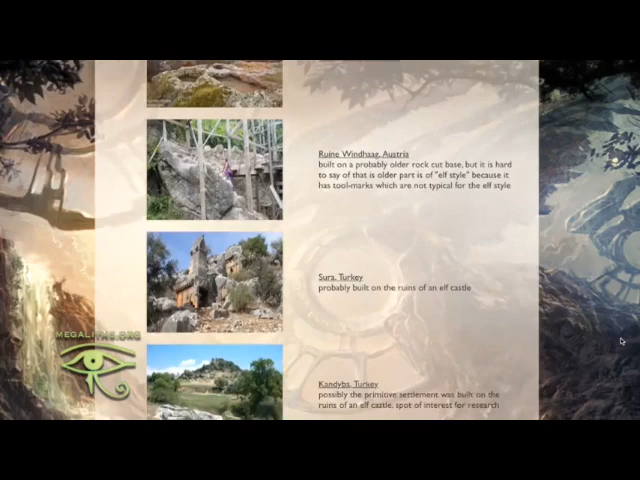 Ruine Windhaag, Austria
built on a probably older rock cut base, but it is hard
to say of that is older part is of "elf style" because it
has tool-marks which are not typical for the elf style
Sura, Turkey
probably built on the ruins of an elf castle
MEGALITHS.ORG
Kandyba, Turkey
possibly the primitive settlement was built on the
ruins of an elf castle, spot of interest for research